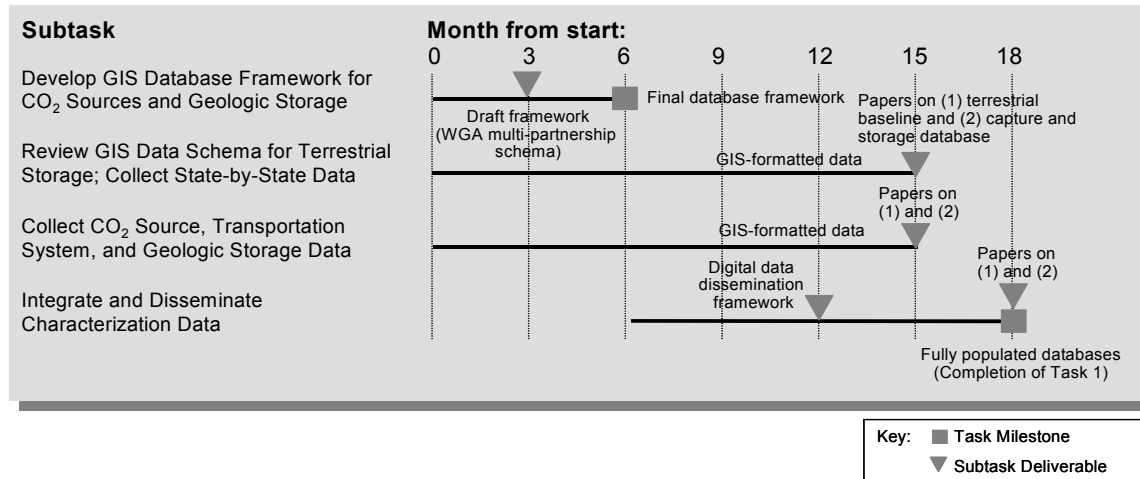 Subtask
Month from start:
0 3 6 9 12 15 18
Develop GIS Database Framework for
CO2 Sources and Geologic Storage
Final database framework
Draft framework
(WGA multi-partnership
schema)
Papers on (1) terrestrial
baseline and (2) capture and
storage database
Review GIS Data Schema for Terrestrial
Storage; Collect State-by-State Data
GIS-formatted data
Papers on
(1) and (2)
Collect CO2 Source, Transportation
System, and Geologic Storage Data
GIS-formatted data
Papers on
(1) and (2)
Integrate and Disseminate
Characterization Data
Digital data
dissemination
framework
Fully populated databases
(Completion of Task 1)
Key:
Task Milestone
Subtask Deliverable